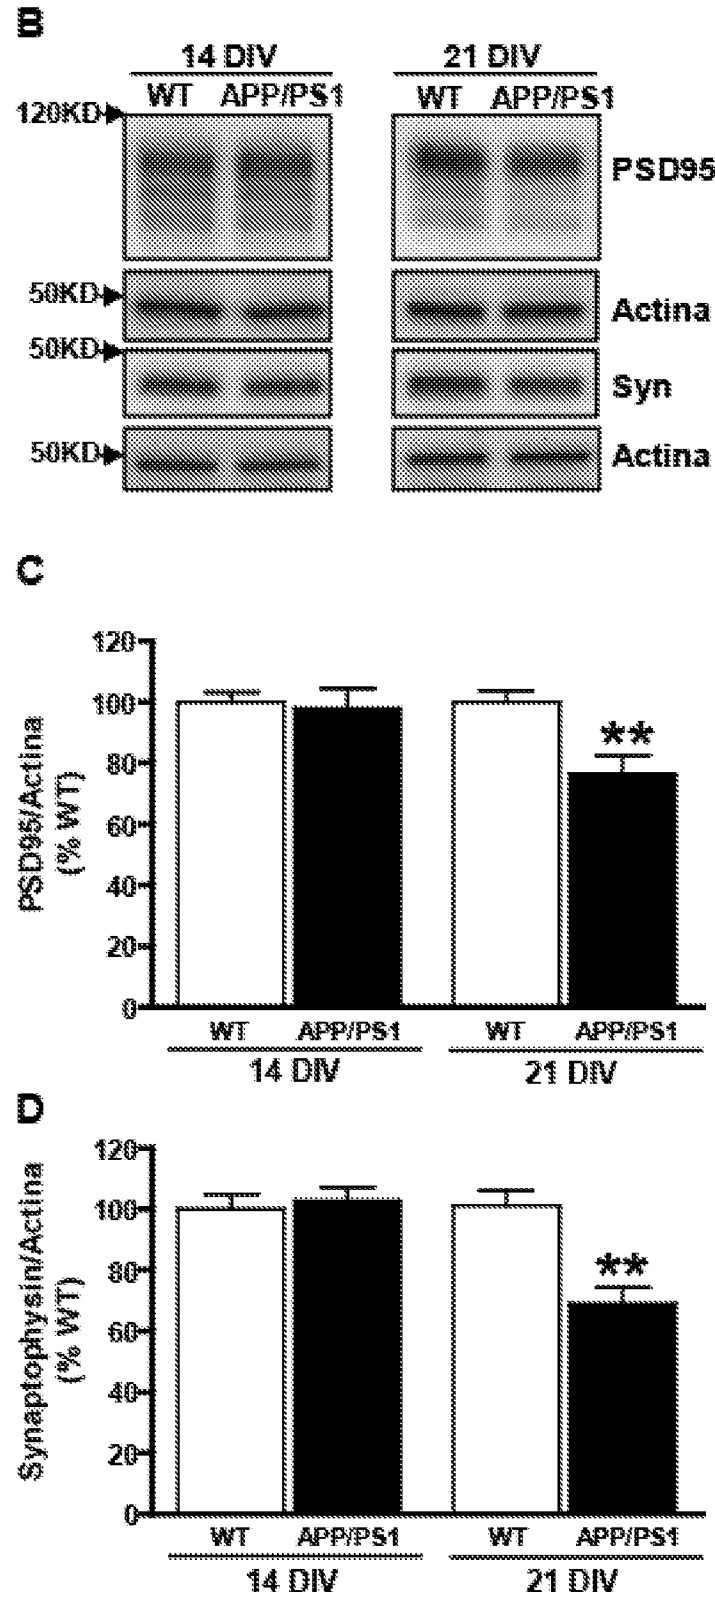 B
14 DIV 21 DIV
WT APP/PS1 WT APP/PS1
120KD
PSD95
50KD
Actina
50KD
Syn
50KD
Actina
C
PSD95/Actina
(% WT)
120
100
80
60
40
20
0
**
WT APP/PS1 WT APP/PS1
14 DIV 21 DIV
D
Synaptophysin/Actina
(% WT)
120
100
80
60
40
20
0
**
WT APP/PS1 WT APP/PS1
14 DIV 21 DIV